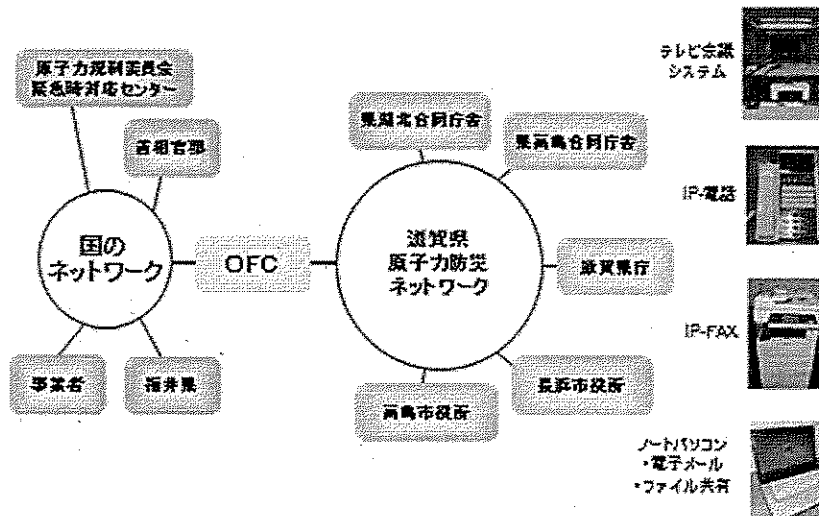 原子力規制委員会
緊急時対応センター
首相官邸
国の
ネットワーク
OFC
事業者
福井県
県湖北合同庁舎
県高島合同庁舎
滋賀県
原子力防災
ネットワーク
滋賀県庁
長浜市役所
高島市役所
テレビ会議
システム
IP-電話
IP-FAX
ノートパソコン
・電子メール
・ファイル共有